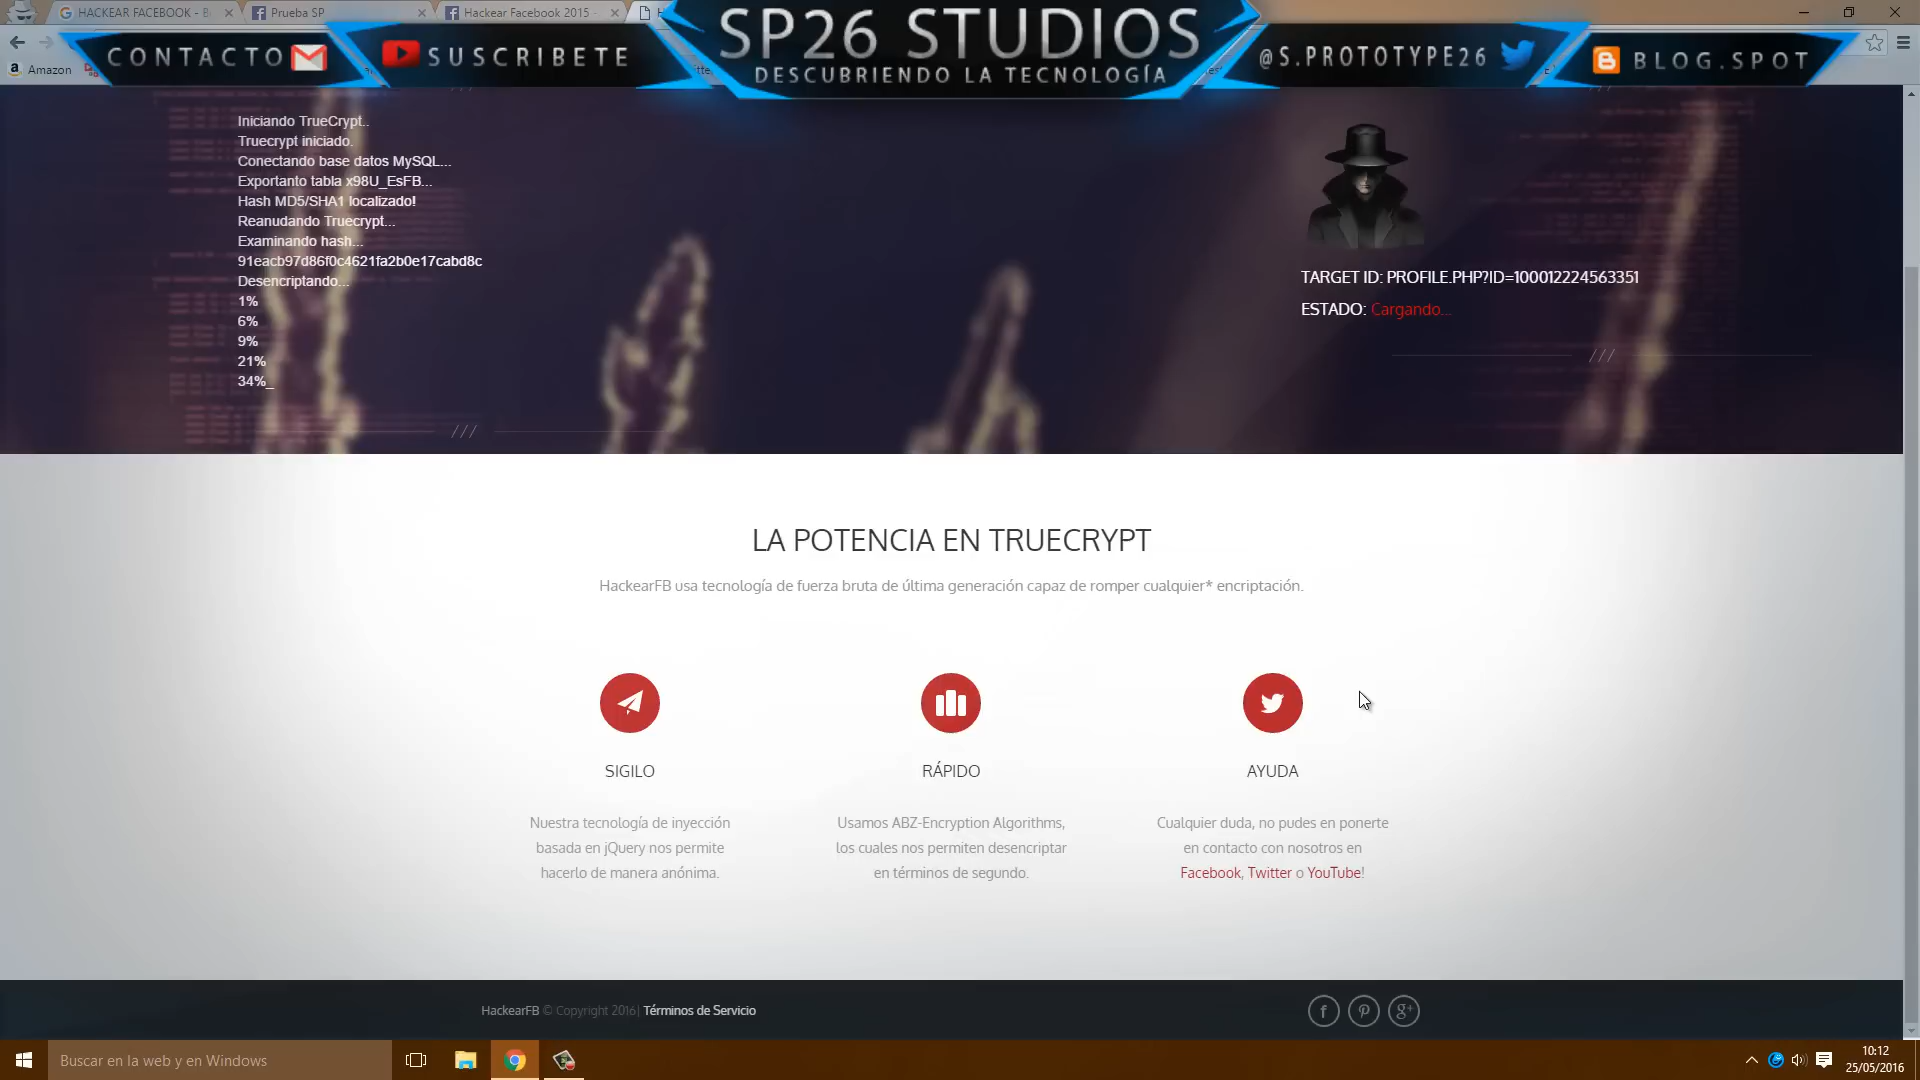 HACKEAR FACEBOOK - B
Prueba SP
Hackear Facebook 2015 -
SP26 STUDIOS
DESCUBRIENDO LA TECNOLOGÍA
CONTACTO
SUSCRIBETE
@S.PROTOTYPE26
BLOG.SPOT
Amazon
Iniciando TrueCrypt..
Truecrypt iniciado.
Conectando base datos MySQL...
Exportanto tabla x98U_EsFB...
Hash MD5/SHA1 localizado!
Reanudando Truecrypt...
Examinando hash...
91eacb97d86f0c4621fa2b0e17cabd8c
Desencriptando...
1%
6%
9%
21%
34%_
///
TARGET ID: PROFILE.PHP?ID=100012224563351
ESTADO: Cargando...
///
LA POTENCIA EN TRUECRYPT
HackearFB usa tecnología de fuerza bruta de última generación capaz de romper cualquier* encriptación.
SIGILO
Nuestra tecnología de inyección
basada en jQuery nos permite
hacerlo de manera anónima.
RÁPIDO
Usamos ABZ-Encryption Algorithms,
los cuales nos permiten desencriptar
en términos de segundo.
AYUDA
Cualquier duda, no pudes en ponerte
en contacto con nosotros en
Facebook, Twitter o YouTube!
HackearFB © Copyright 2016| Términos de Servicio
Buscar en la web y en Windows
10:12
25/05/2016